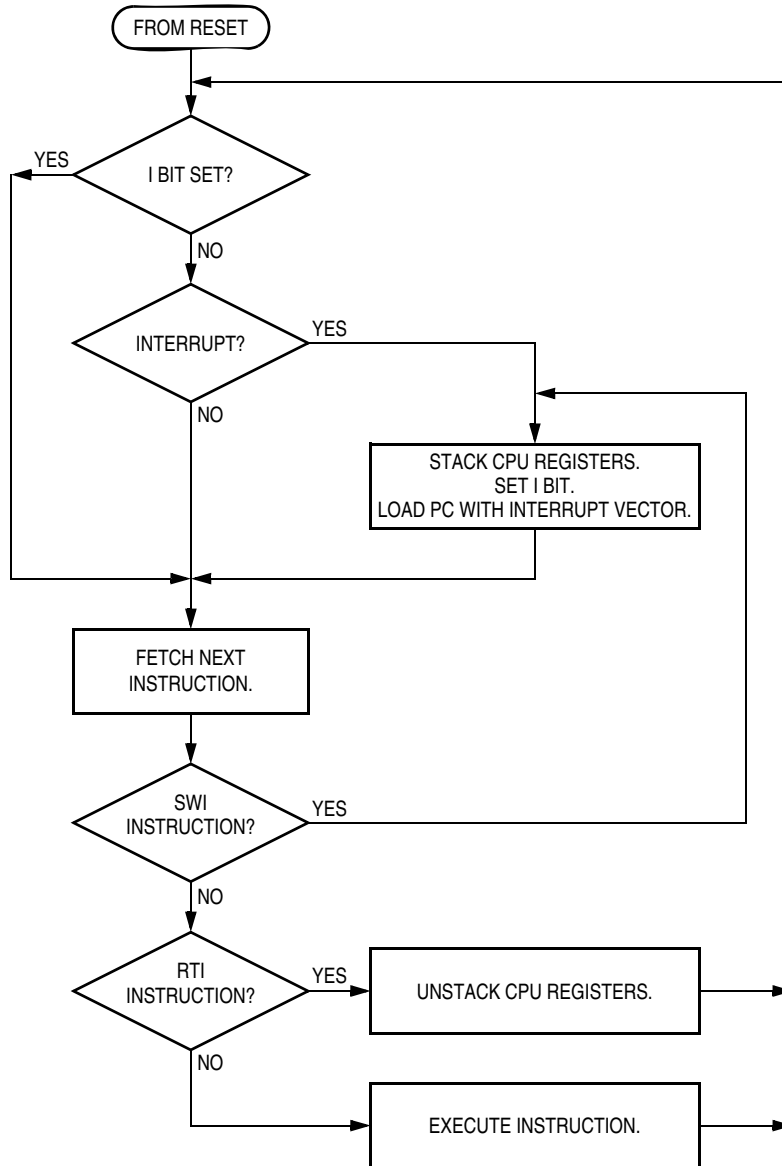 FROM RESET
YES
I BIT SET?
NO
INTERRUPT?
YES
NO
STACK CPU REGISTERS.
SET I BIT.
LOAD PC WITH INTERRUPT VECTOR.
FETCH NEXT
INSTRUCTION.
SWI
INSTRUCTION?
YES
NO
RTI
INSTRUCTION?
YES
UNSTACK CPU REGISTERS.
NO
EXECUTE INSTRUCTION.